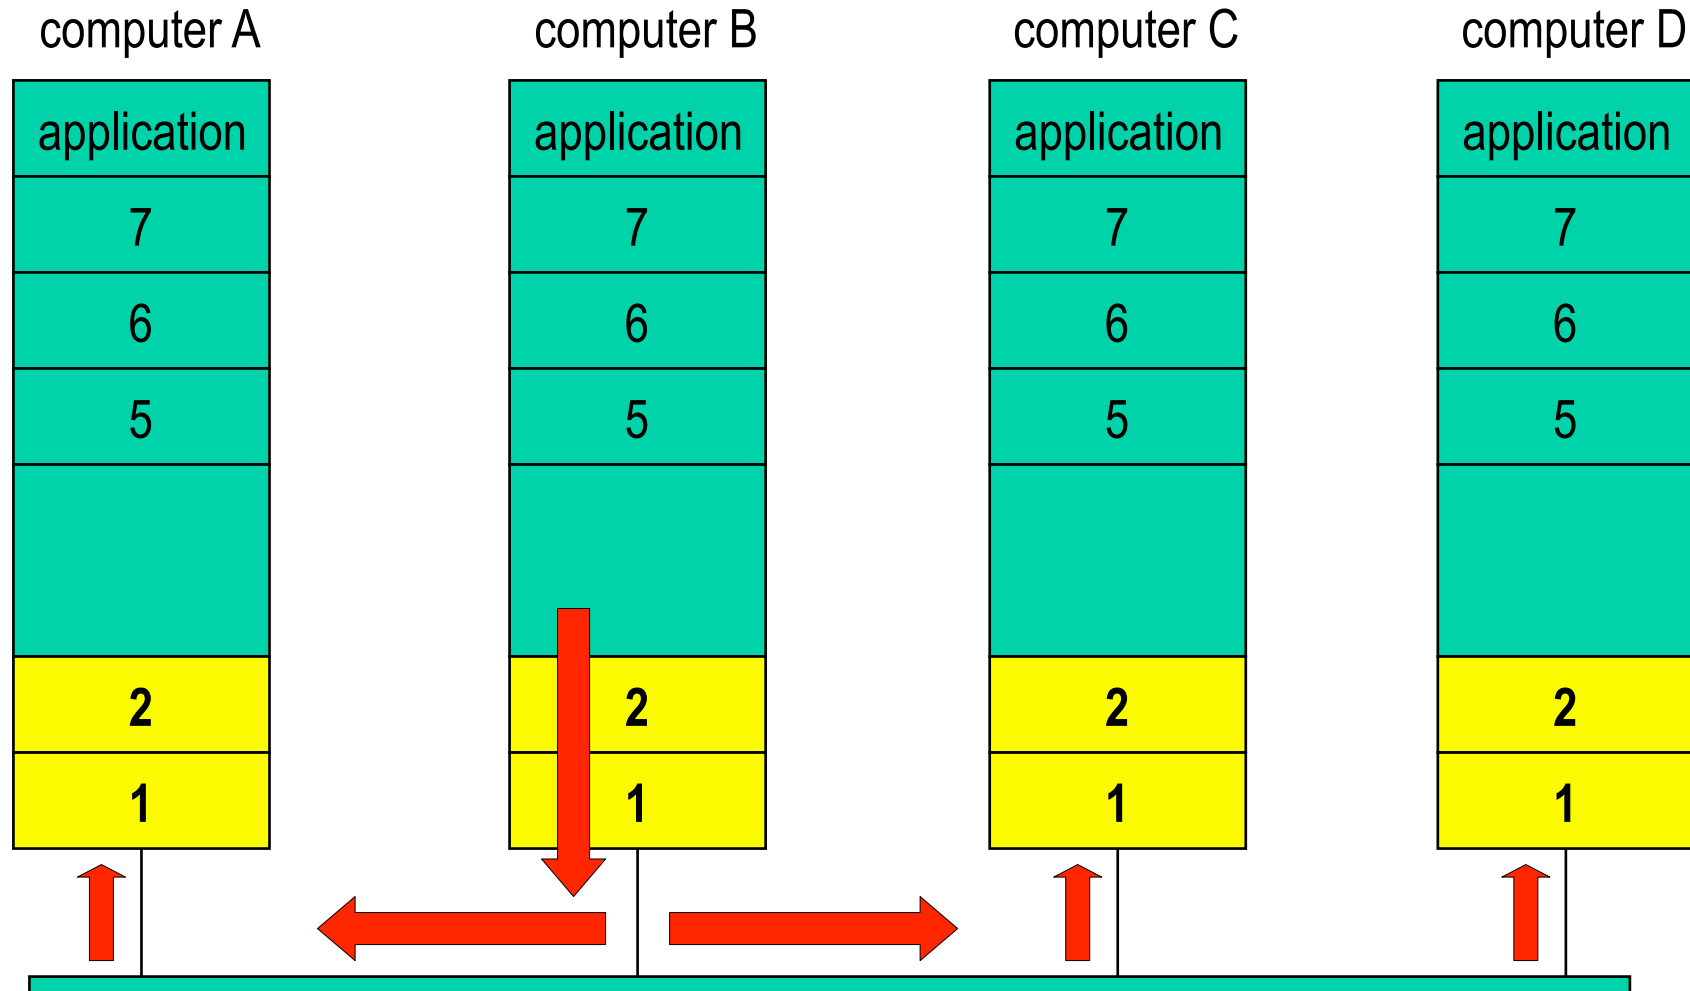 computer A computer B computer C computer D
application application application application
7 7 7 7
6 6 6 6
5 5 5 5
2 2 2 2
1 1 1 1